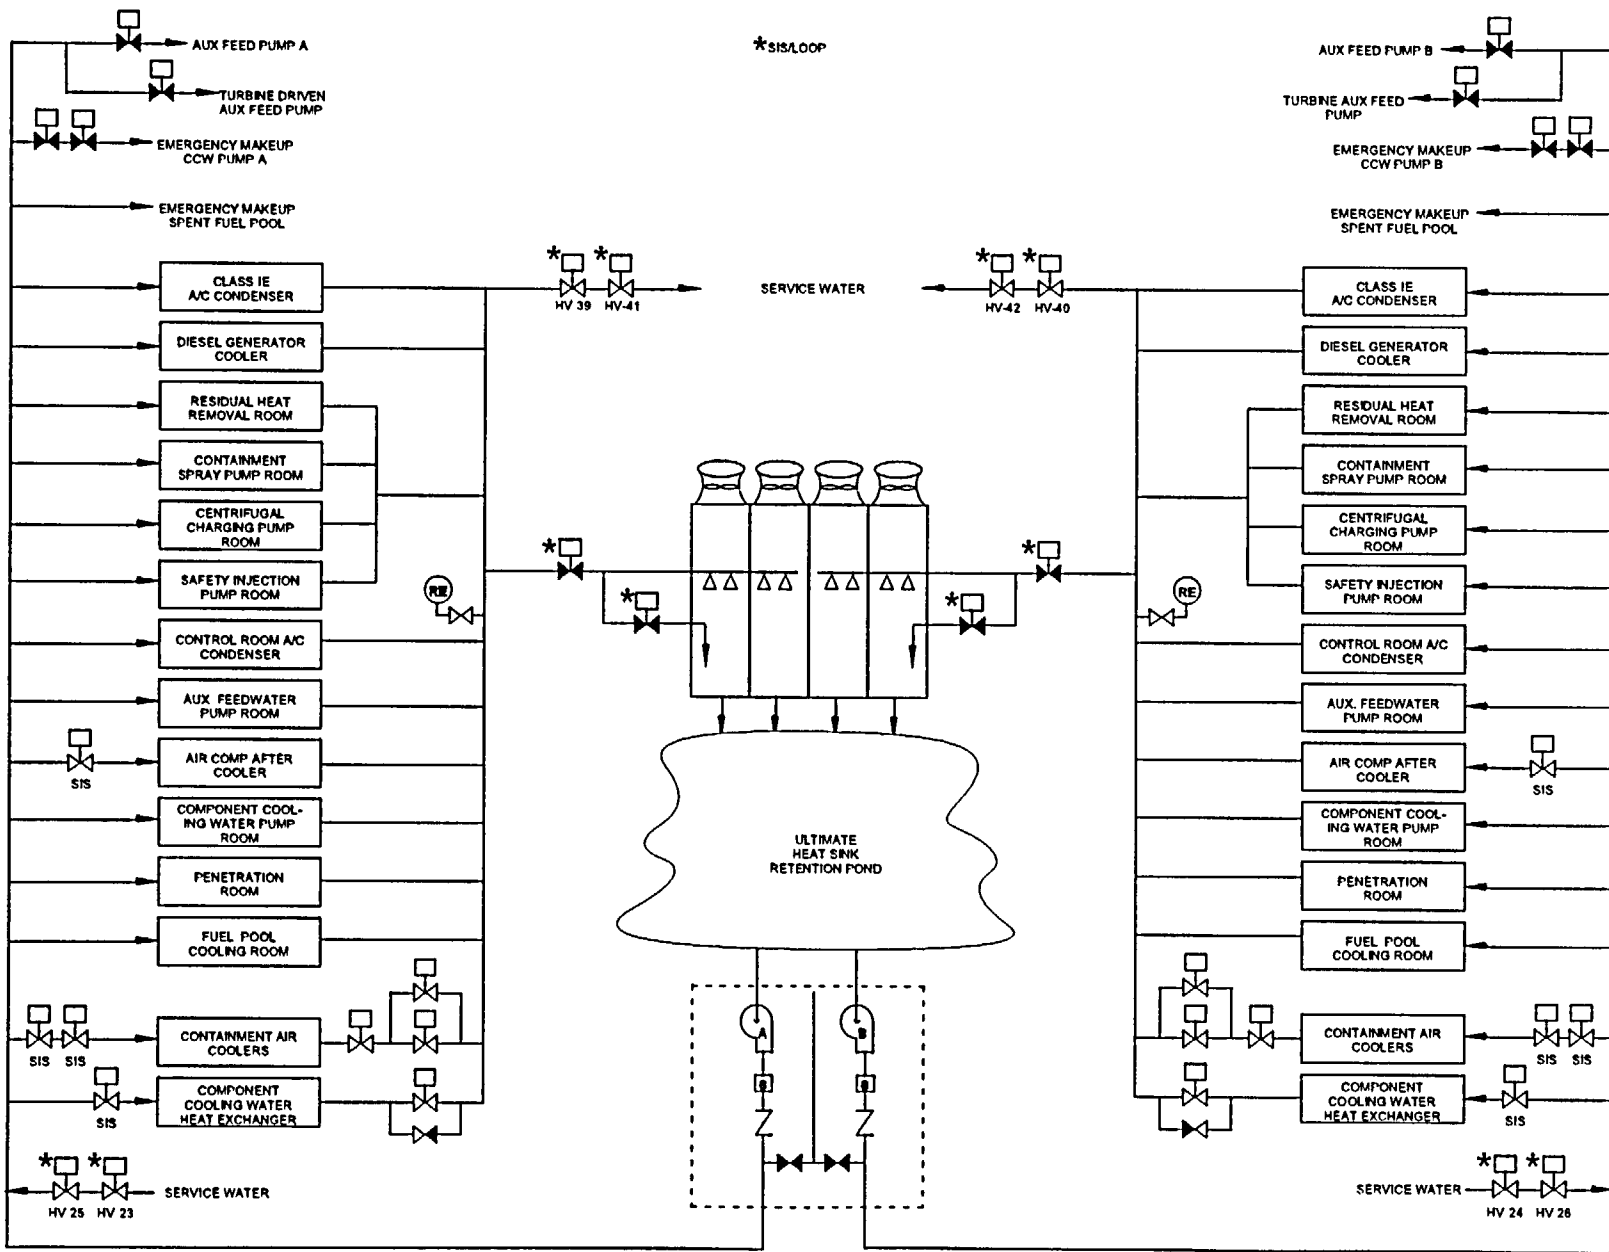 AUX FEED PUMP A
*SIS/LOOP
AUX FEED PUMP B
TURBINE DRIVEN
AUX FEED PUMP
TURBINE AUX FEED
PUMP
EMERGENCY MAKEUP
CCW PUMP A
EMERGENCY MAKEUP
CCW PUMP B
EMERGENCY MAKEUP
SPENT FUEL POOL
EMERGENCY MAKEUP
SPENT FUEL POOL
CLASS IE
A/C CONDENSER
* *
HV 39 HV-41
SERVICE WATER
* *
HV-42 HV-40
CLASS IE
A/C CONDENSER
DIESEL GENERATOR
COOLER
DIESEL GENERATOR
COOLER
RESIDUAL HEAT
REMOVAL ROOM
RESIDUAL HEAT
REMOVAL ROOM
CONTAINMENT
SPRAY PUMP ROOM
CONTAINMENT
SPRAY PUMP ROOM
CENTRIFUGAL
CHARGING PUMP
ROOM
CENTRIFUGAL
CHARGING PUMP
ROOM
* *
SAFETY INJECTION
PUMP ROOM
RE
* *
RE
SAFETY INJECTION
PUMP ROOM
CONTROL ROOM A/C
CONDENSER
CONTROL ROOM A/C
CONDENSER
AUX. FEEDWATER
PUMP ROOM
AUX. FEEDWATER
PUMP ROOM
SIS
AIR COMP AFTER
COOLER
AIR COMP AFTER
COOLER
SIS
COMPONENT COOL-
ING WATER PUMP
ROOM
ULTIMATE
HEAT SINK
RETENTION POND
COMPONENT COOL-
ING WATER PUMP
ROOM
PENETRATION
ROOM
PENETRATION
ROOM
FUEL POOL
COOLING ROOM
FUEL POOL
COOLING ROOM
SIS SIS
CONTAINMENT AIR
COOLERS
A B
CONTAINMENT AIR
COOLERS
SIS SIS
SIS
COMPONENT
COOLING WATER
HEAT EXCHANGER
COMPONENT
COOLING WATER
HEAT EXCHANGER
SIS
* *
HV 25 HV 23
SERVICE WATER
SERVICE WATER
* *
HV 24 HV 26